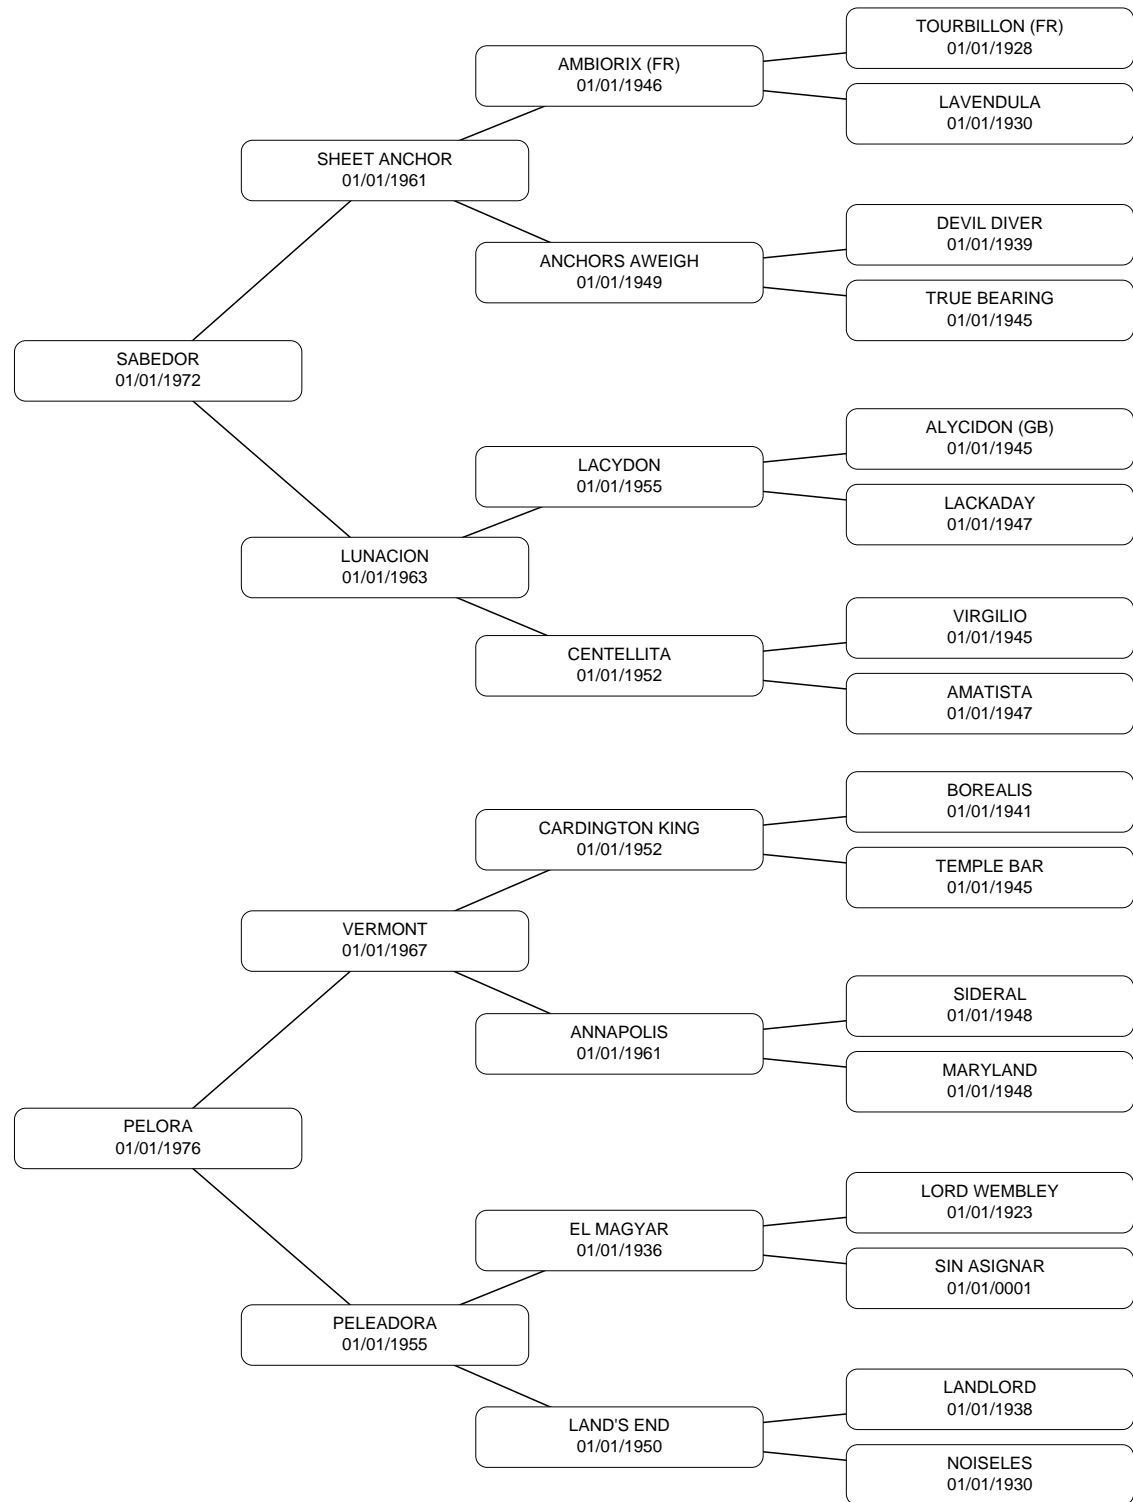 TOURBILLON (FR)
01/01/1928
AMBIORIX (FR)
01/01/1946
LAVENDULA
01/01/1930
SHEET ANCHOR
01/01/1961
DEVIL DIVER
01/01/1939
ANCHORS AWEIGH
01/01/1949
TRUE BEARING
01/01/1945
SABEDOR
01/01/1972
ALYCIDON (GB)
01/01/1945
LACYDON
01/01/1955
LACKADAY
01/01/1947
LUNACION
01/01/1963
VIRGILIO
01/01/1945
CENTELLITA
01/01/1952
AMATISTA
01/01/1947
BOREALIS
01/01/1941
CARDINGTON KING
01/01/1952
TEMPLE BAR
01/01/1945
VERMONT
01/01/1967
SIDERAL
01/01/1948
ANNAPOLIS
01/01/1961
MARYLAND
01/01/1948
PELORA
01/01/1976
LORD WEMBLEY
01/01/1923
EL MAGYAR
01/01/1936
SIN ASIGNAR
01/01/0001
PELEADORA
01/01/1955
LANDLORD
01/01/1938
LAND'S END
01/01/1950
NOISELES
01/01/1930